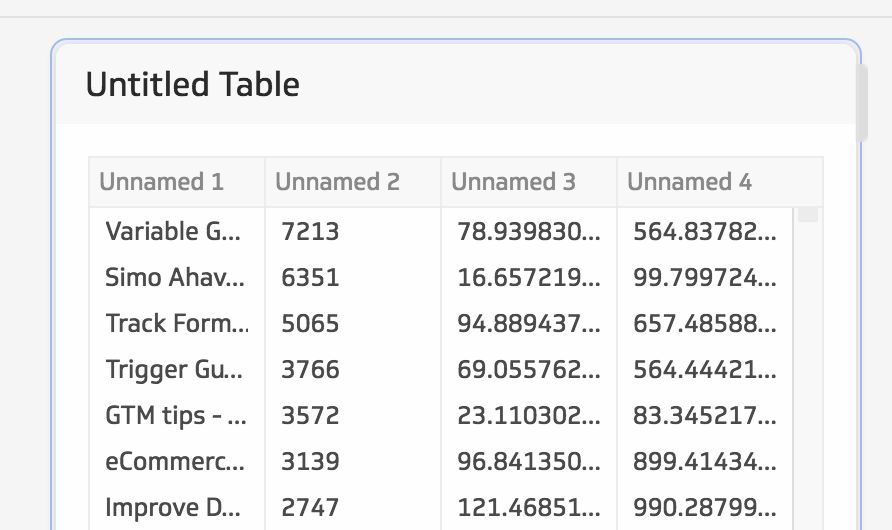 Untitled Table
Unnamed 1 Unnamed 2 Unnamed 3 Unnamed 4
Variable G... 7213 78.939830... 564.83782...
Simo Ahav... 6351 16.657219... 99.799724...
Track Form... 5065 94.889437... 657.48588...
Trigger Gu... 3766 69.055762... 564.44421...
GTM tips - ... 3572 23.110302... 83.345217...
eCommerc... 3139 96.841350... 899.41434...
Improve D... 2747 121.46851... 990.28799...